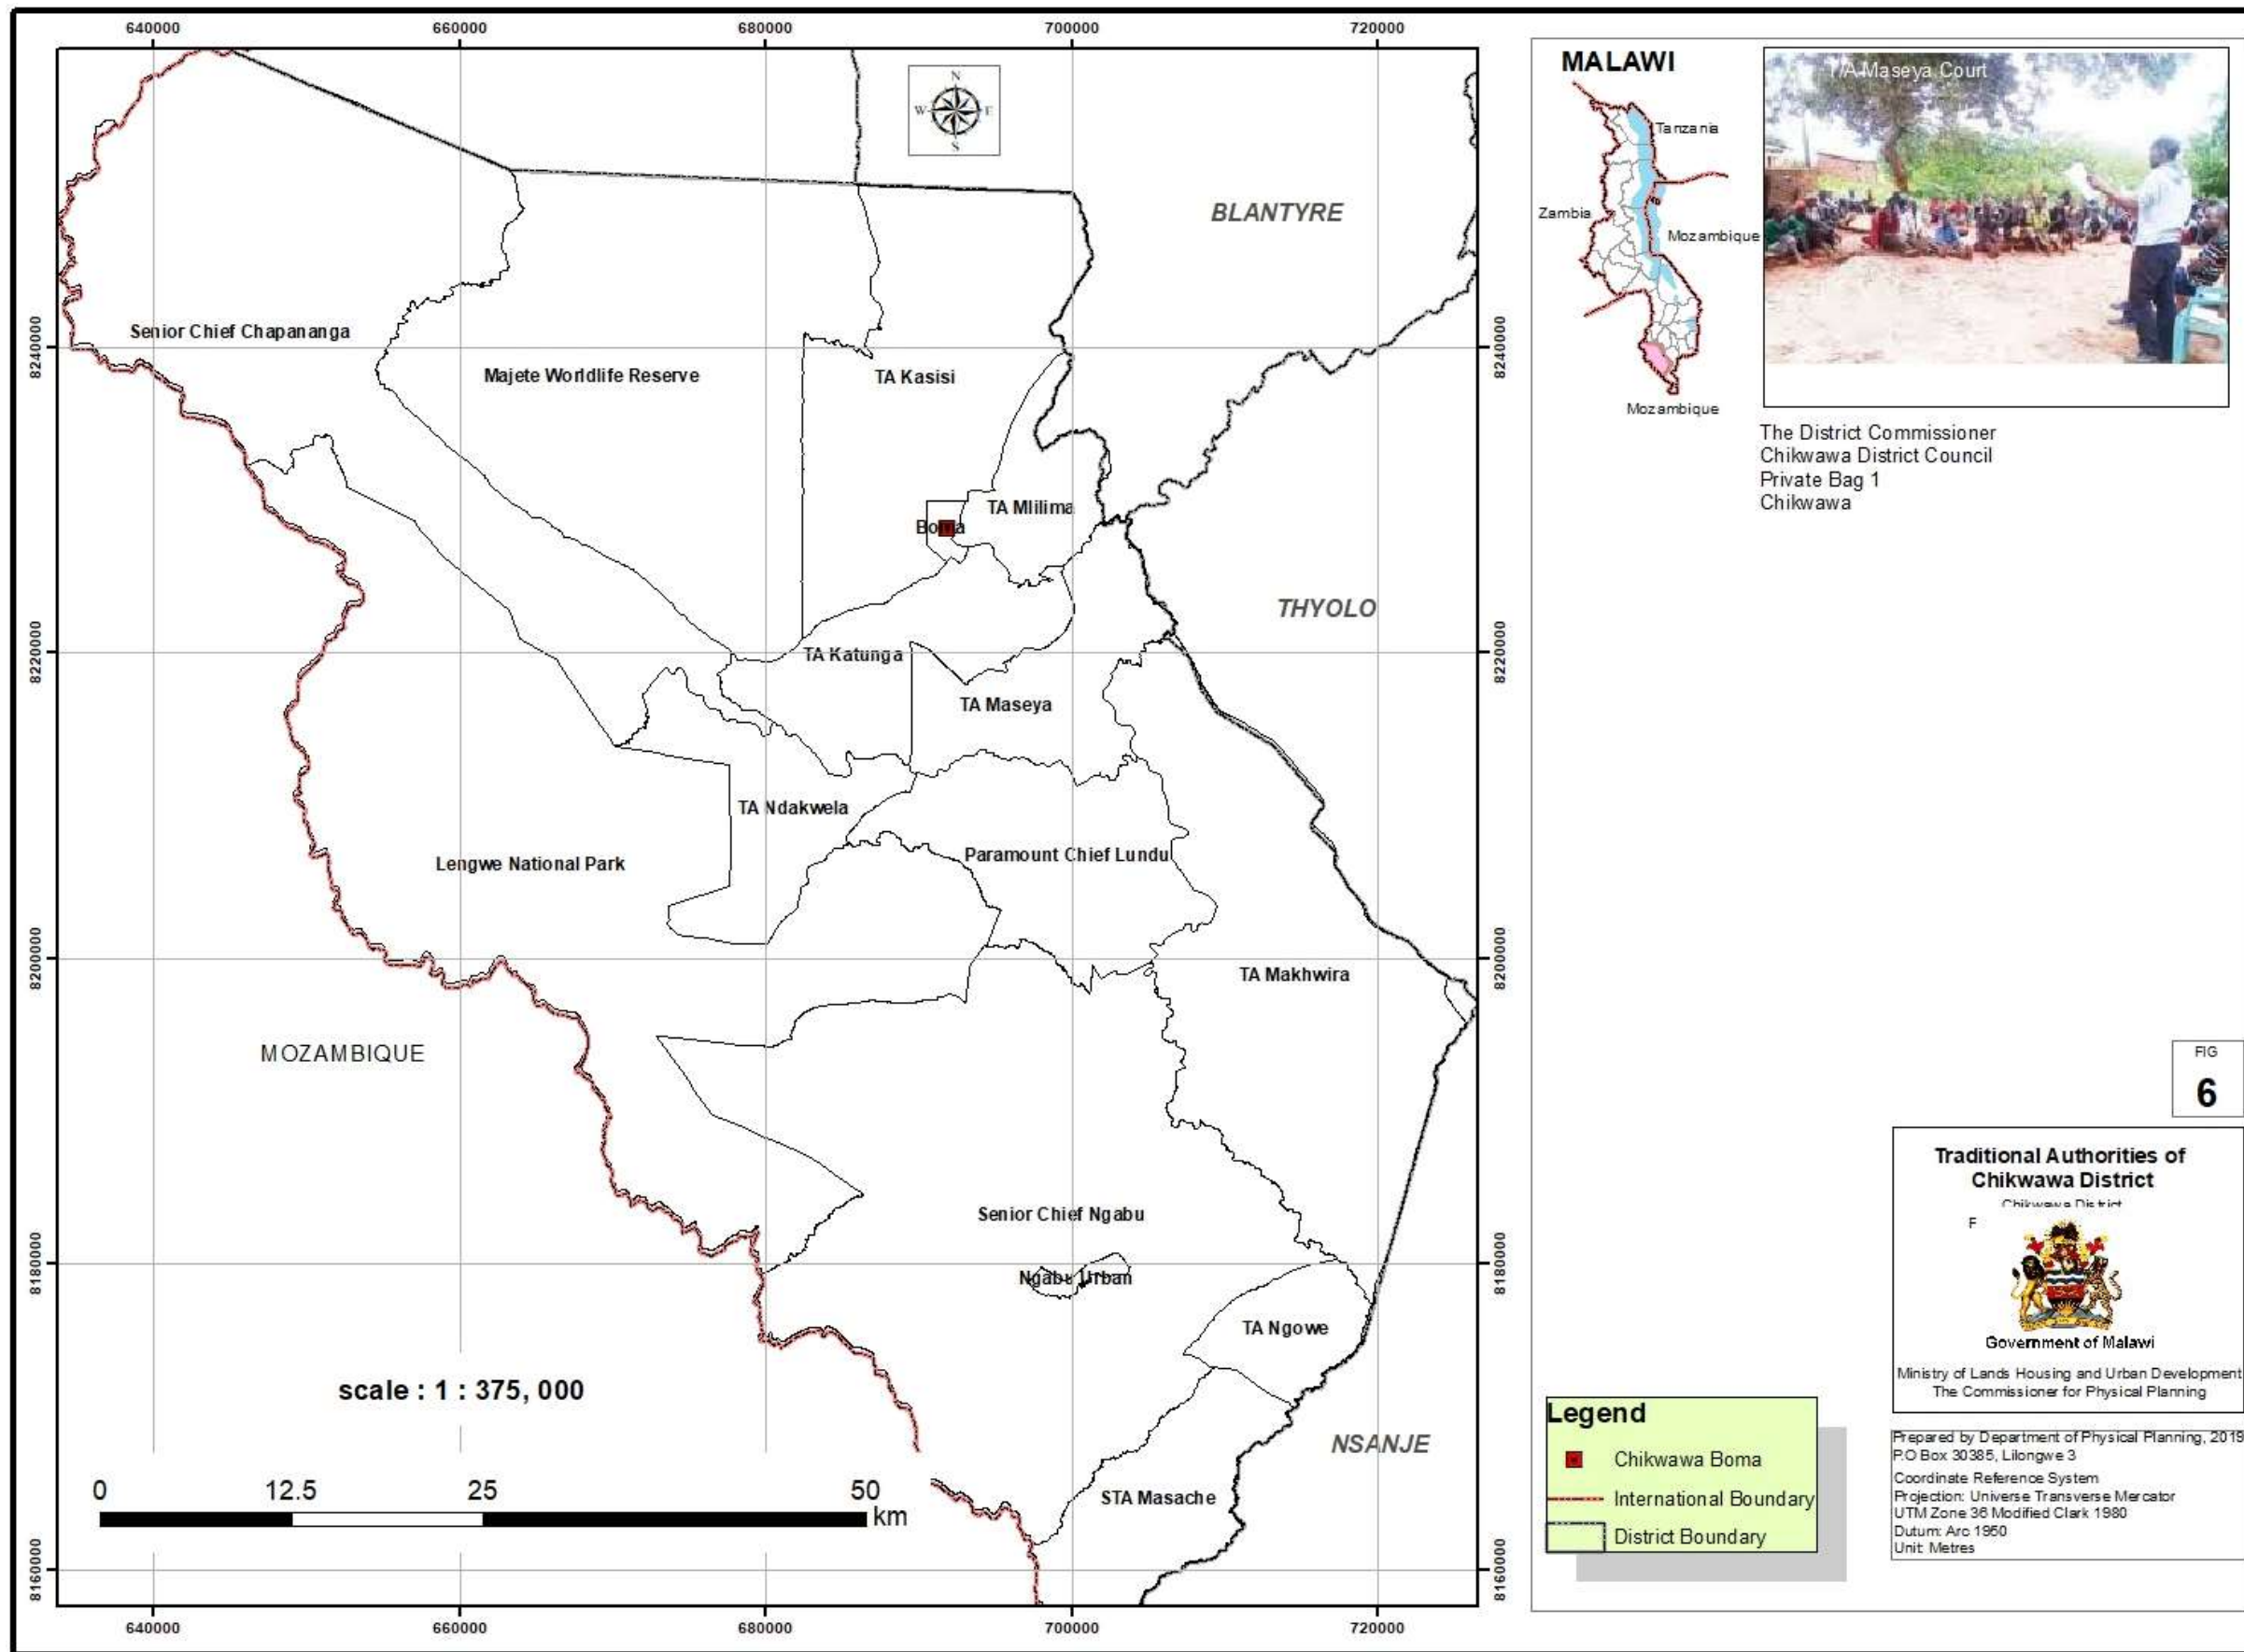 640000 660000 680000 700000 720000
8240000
8220000
8200000
8180000
8160000
BLANTYRE
Senior Chief Chapananga
Majete Worldlife Reserve
TA Kasisi
TA Mlilima
Boma
THYOLO
TA Katunga
TA Maseya
TA Ndakwela
Paramount Chief Lundu
Lengwe National Park
TA Makhwira
MOZAMBIQUE
Senior Chief Ngabu
Ngabu Urban
TA Ngowe
scale : 1 : 375, 000
NSANJE
STA Masache
0 12.5 25 50
km
N
W E
S
8240000
8220000
8200000
8180000
8160000
640000 660000 680000 700000 720000
MALAWI
Tanzania
Zambia
Mozambique
Mozambique
Maseya Court
The District Commissioner
Chikwawa District Council
Private Bag 1
Chikwawa
FIG
6
Traditional Authorities of
Chikwawa District
Chikwawa District
F
Government of Malawi
Ministry of Lands Housing and Urban Development
The Commissioner for Physical Planning
Legend
Chikwawa Boma
International Boundary
District Boundary
Prepared by Department of Physical Planning, 2019
P.O Box 30385, Lilongwe 3
Coordinate Reference System
Projection: Universe Transverse Mercator
UTM Zone 36 Modified Clark 1980
Dutum: Arc 1950
Unit: Metres